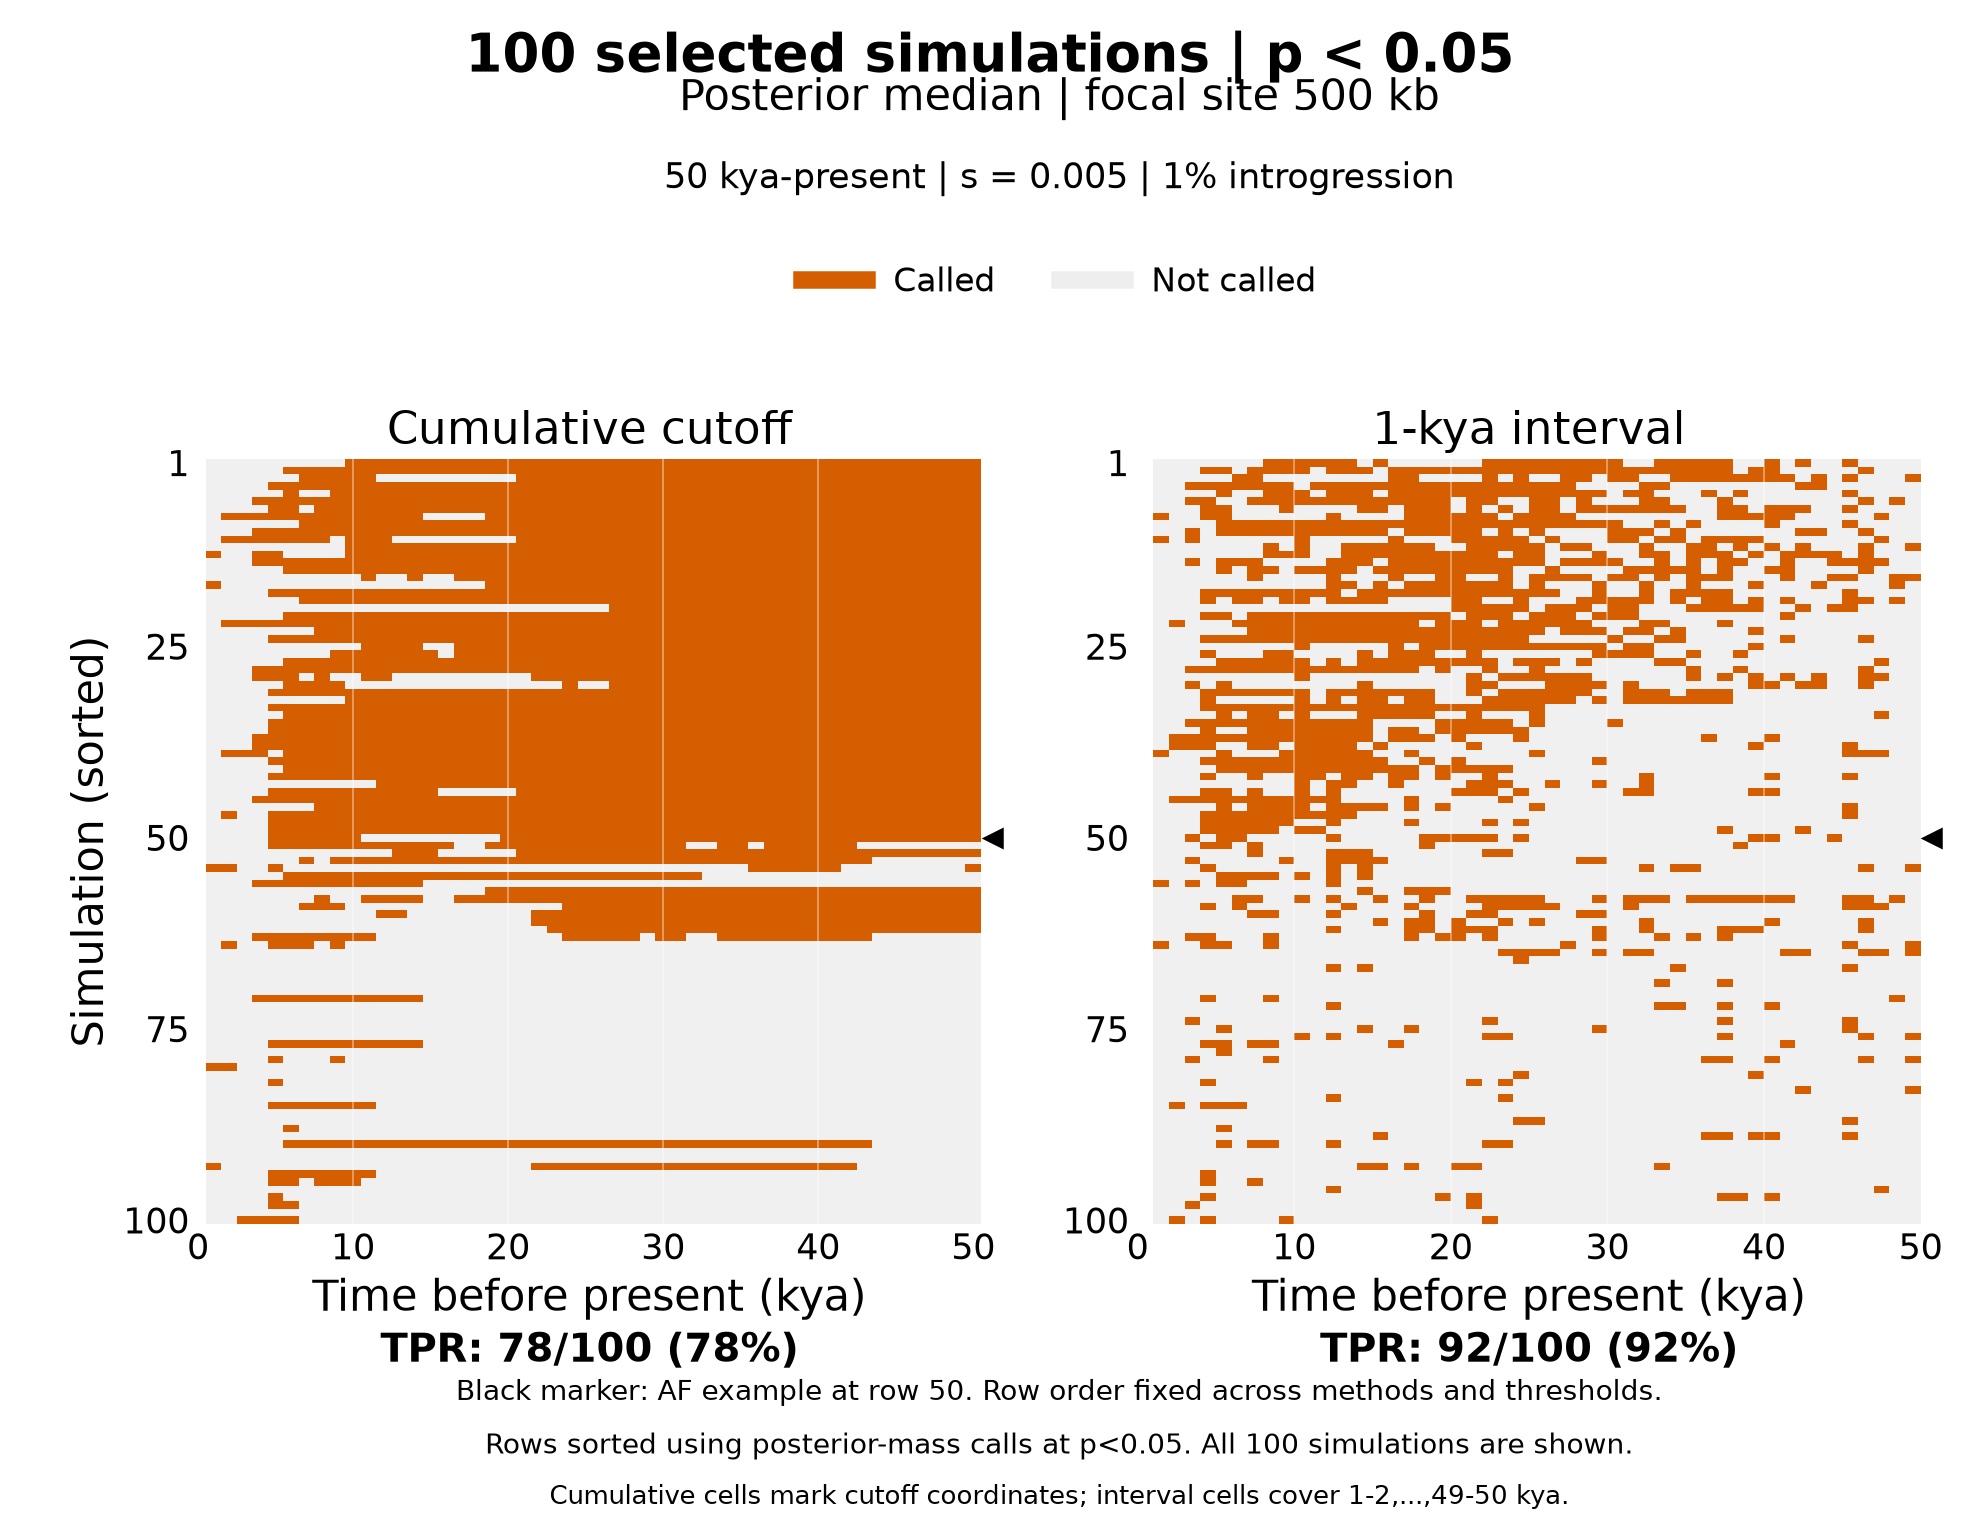 100 selected simulations | p < 0.05
Posterior median | focal site 500 kb
50 kya-present | s = 0.005 | 1% introgression
Called
Not called
Cumulative cutoff
1-kya interval
Simulation (sorted)
1
25
50
75
100
0 10 20 30 40 50
Time before present (kya)
TPR: 78/100 (78%)
1
25
50
75
100
0 10 20 30 40 50
Time before present (kya)
TPR: 92/100 (92%)
Black marker: AF example at row 50. Row order fixed across methods and thresholds.
Rows sorted using posterior-mass calls at p<0.05. All 100 simulations are shown.
Cumulative cells mark cutoff coordinates; interval cells cover 1-2,...,49-50 kya.